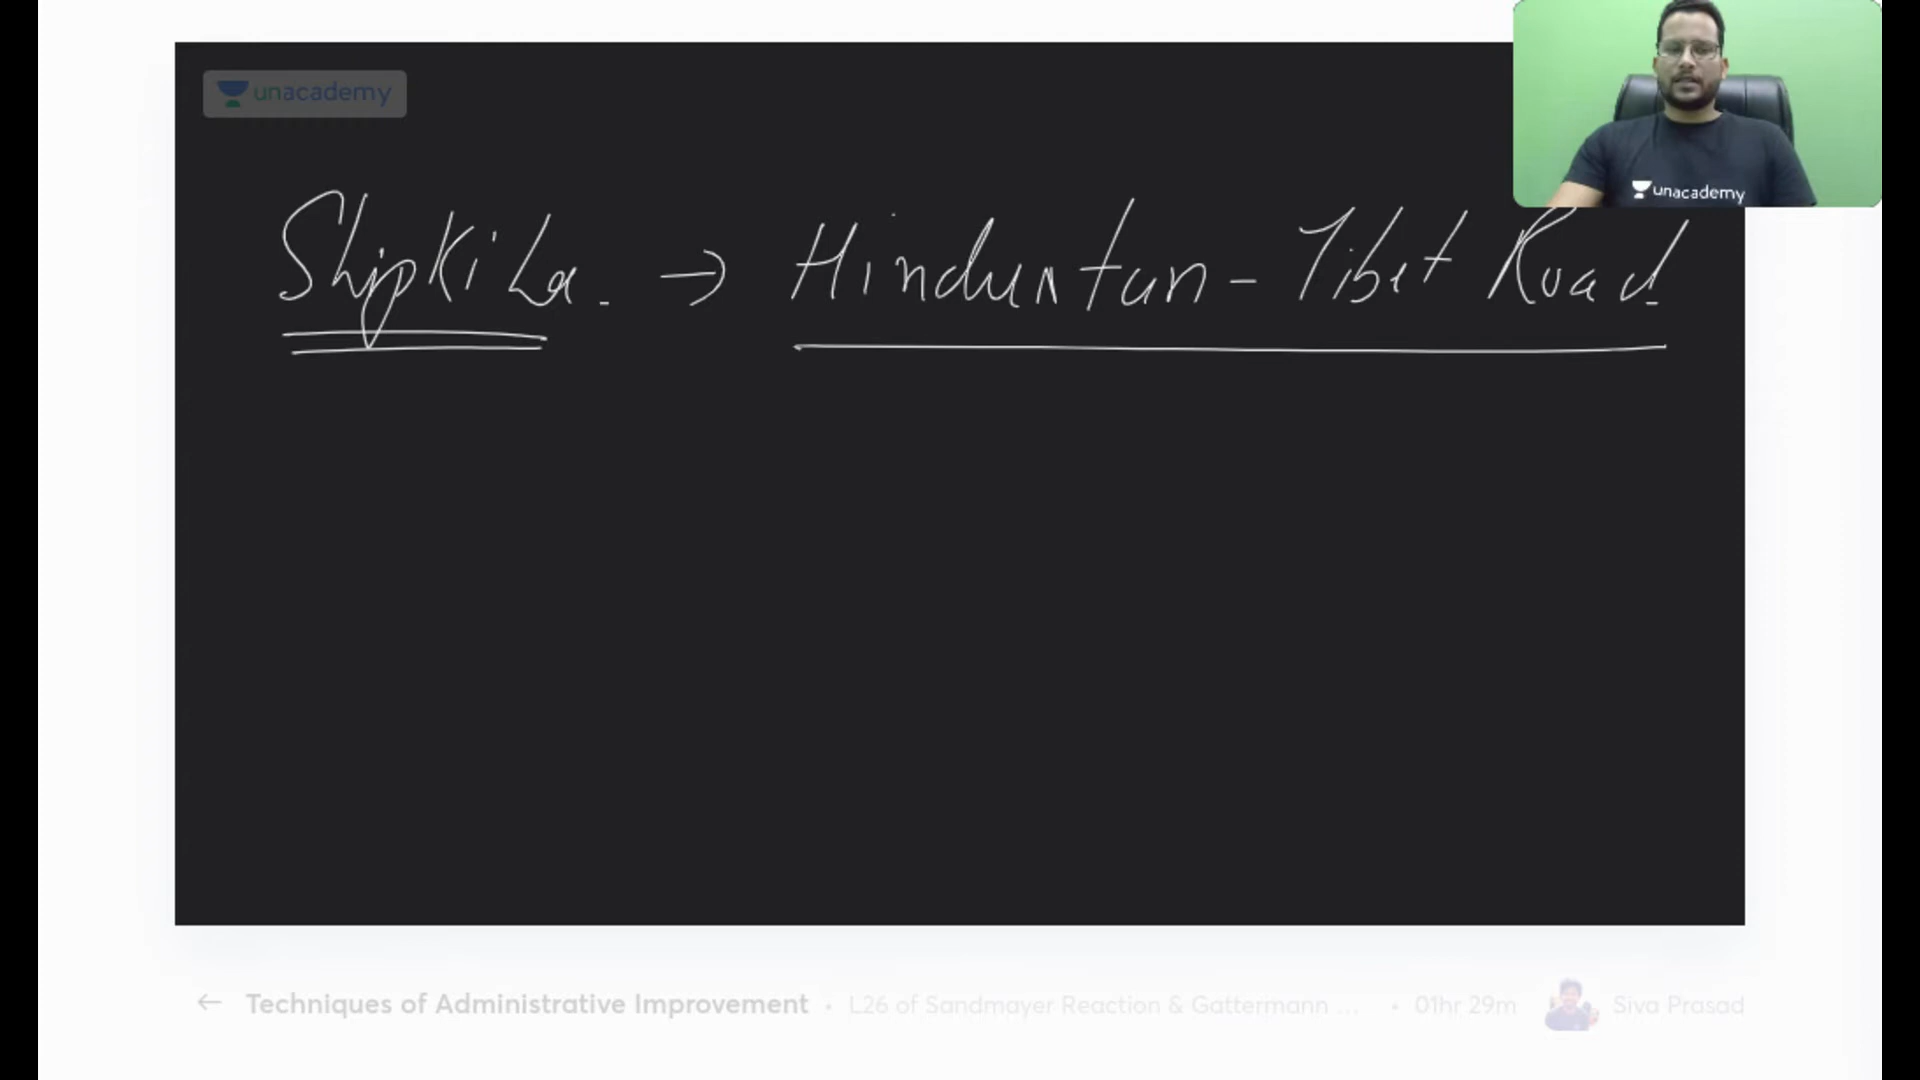 unacademy
unacademy
Shipki La. → Hindustan - Tibet Road.
← Techniques of Administrative Improvement • L26 of Sandmayer Reaction & Gattermann ... • 01hr 29m Siva Prasad